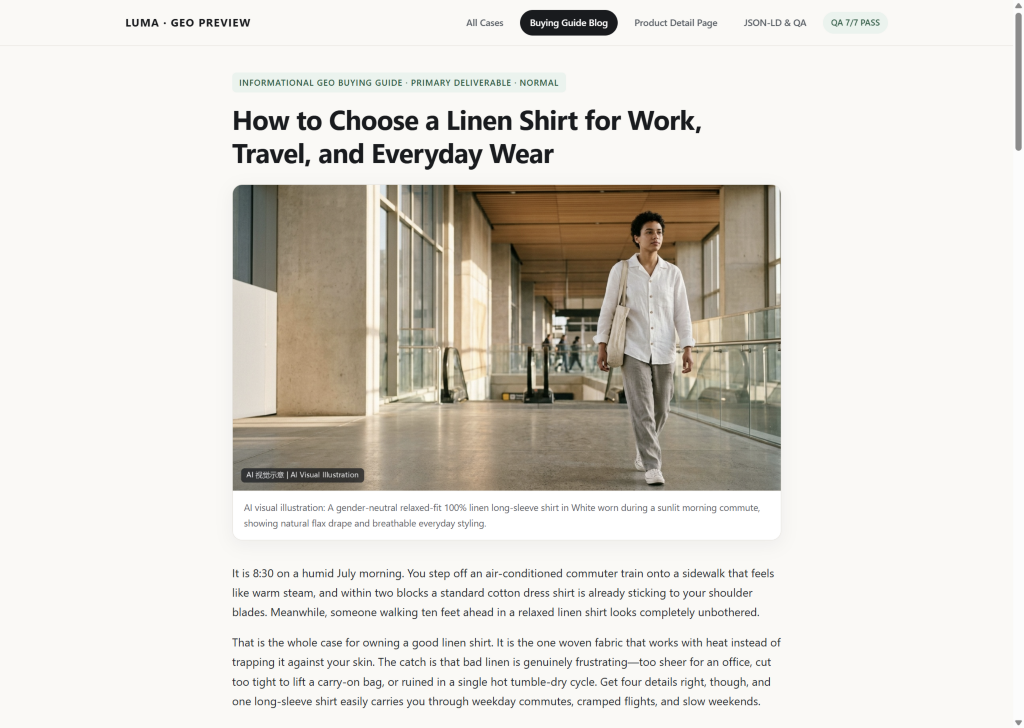 LUMA · GEO PREVIEW
All Cases
Buying Guide Blog
Product Detail Page
JSON-LD & QA
QA 7/7 PASS
INFORMATIONAL GEO BUYING GUIDE · PRIMARY DELIVERABLE · NORMAL
How to Choose a Linen Shirt for Work,
Travel, and Everyday Wear
AI 视觉示意 | AI Visual Illustration
AI visual illustration: A gender-neutral relaxed-fit 100% linen long-sleeve shirt in White worn during a sunlit morning commute,
showing natural flax drape and breathable everyday styling.
It is 8:30 on a humid July morning. You step off an air-conditioned commuter train onto a sidewalk that feels
like warm steam, and within two blocks a standard cotton dress shirt is already sticking to your shoulder
blades. Meanwhile, someone walking ten feet ahead in a relaxed linen shirt looks completely unbothered.
That is the whole case for owning a good linen shirt. It is the one woven fabric that works with heat instead of
trapping it against your skin. The catch is that bad linen is genuinely frustrating—too sheer for an office, cut
too tight to lift a carry-on bag, or ruined in a single hot tumble-dry cycle. Get four details right, though, and
one long-sleeve shirt easily carries you through weekday commutes, cramped flights, and slow weekends.